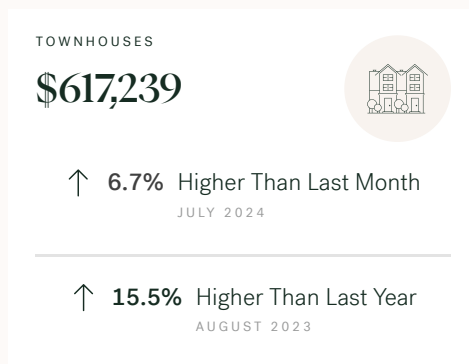 TOWNHOUSES
$617,239
↑ 6.7% Higher Than Last Month
JULY 2024
↑ 15.5% Higher Than Last Year
AUGUST 2023